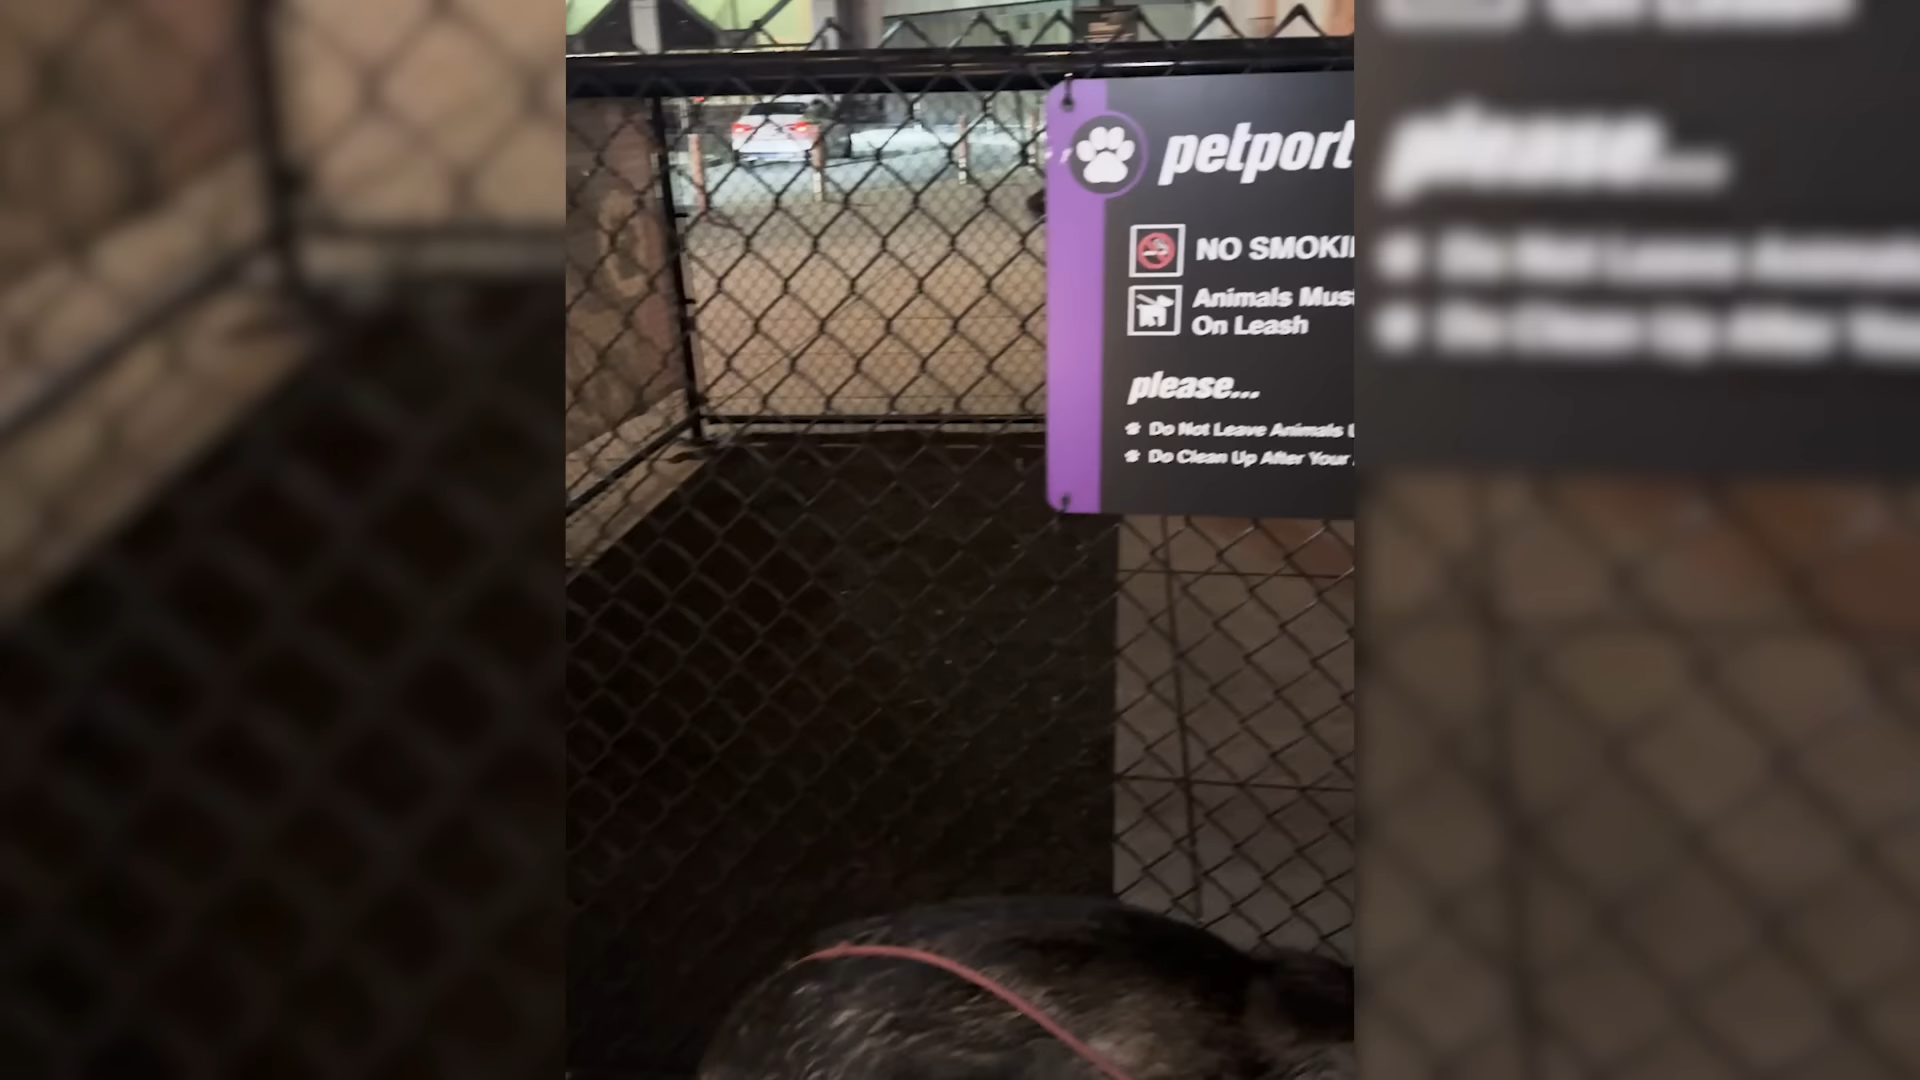 petport
NO SMOKI
Animals Mus
On Leash
please...
Do Not Leave Animals
Do Clean Up After Your